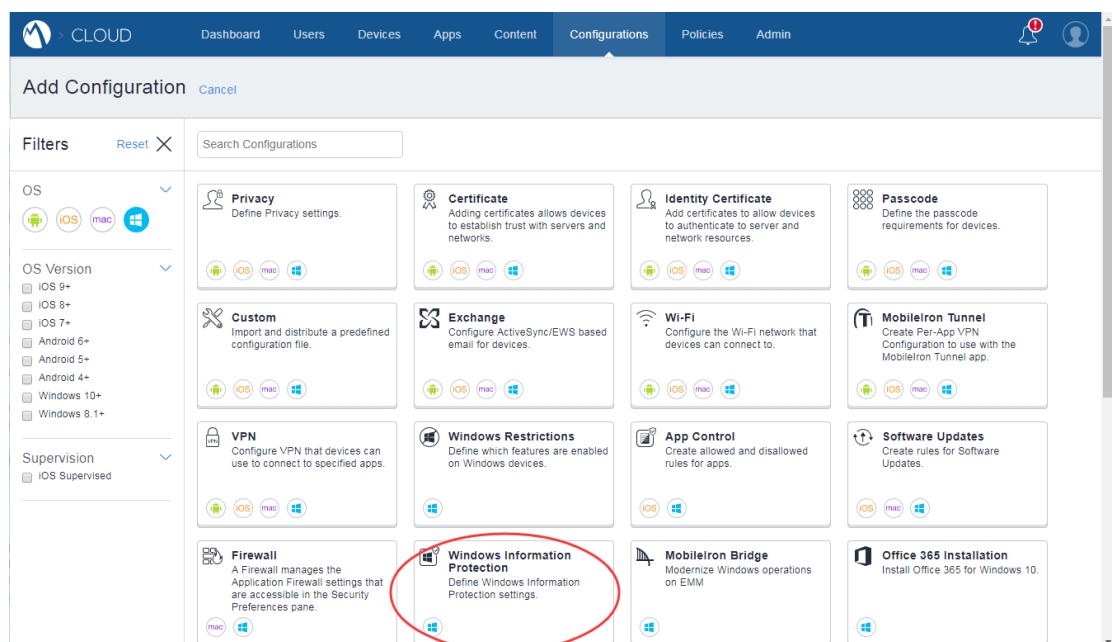 CLOUD
Dashboard
Users
Devices
Apps
Content
Configurations
Policies
Admin
Add Configuration
Cancel
Filters
Reset
Search Configurations
OS
iOS
mac
OS Version
iOS 9+
iOS 8+
iOS 7+
Android 6+
Android 5+
Android 4+
Windows 10+
Windows 8.1+
Supervision
iOS Supervised
Privacy
Define Privacy settings.
iOS
mac
Certificate
Adding certificates allows devices
to establish trust with servers and
networks.
iOS
mac
Identity Certificate
Add certificates to allow devices
to authenticate to server and
network resources.
iOS
mac
Passcode
Define the passcode
requirements for devices.
iOS
mac
Custom
Import and distribute a predefined
configuration file.
iOS
mac
Exchange
Configure ActiveSync/EWS based
email for devices.
iOS
mac
Wi-Fi
Configure the Wi-Fi network that
devices can connect to.
iOS
mac
MobileIron Tunnel
Create Per-App VPN
Configuration to use with the
MobileIron Tunnel app.
iOS
mac
VPN
VPN
Configure VPN that devices can
use to connect to specified apps.
iOS
mac
Windows Restrictions
Define which features are enabled
on Windows devices.
App Control
Create allowed and disallowed
rules for apps.
iOS
Software Updates
Create rules for Software
Updates.
iOS
mac
Firewall
A Firewall manages the
Application Firewall settings that
are accessible in the Security
Preferences pane.
mac
Windows Information
Protection
Define Windows Information
Protection settings.
MobileIron Bridge
Modernize Windows operations
on EMM
Office 365 Installation
Install Office 365 for Windows 10.